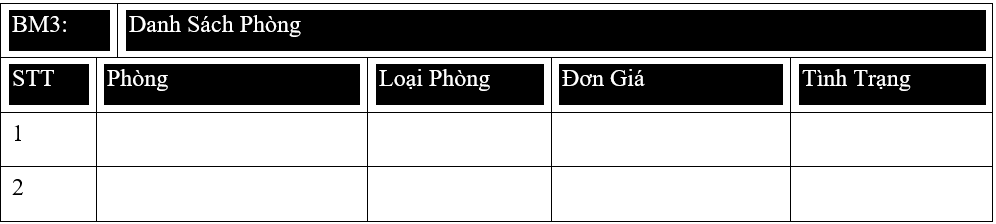 BM3: Danh Sách Phòng
STT Phòng Loại Phòng Đơn Giá Tình Trạng
1
2